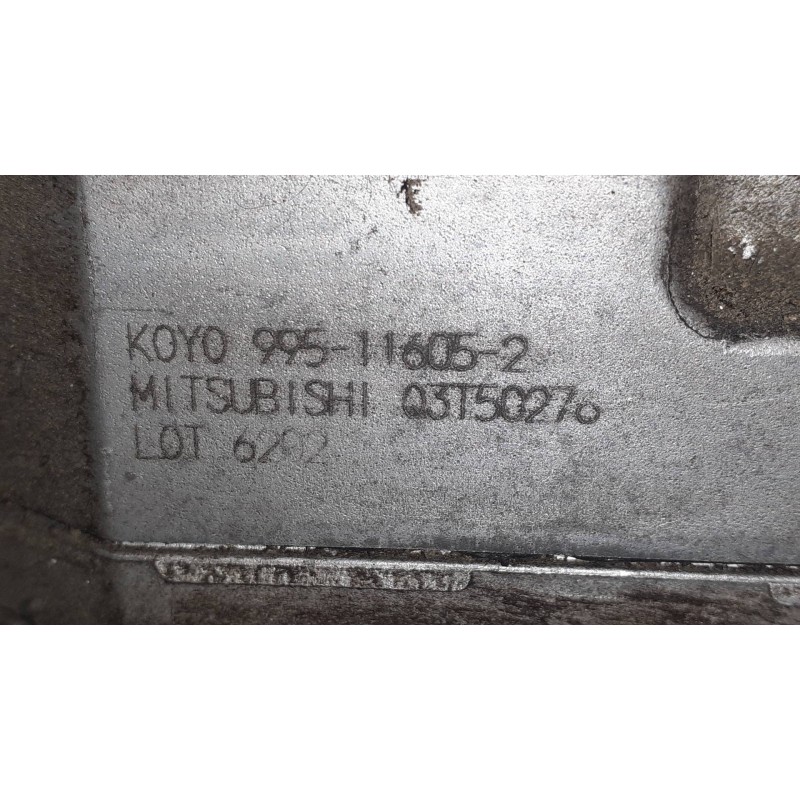 KOYO 995-11605-2
MITSUBISHI Q3T50276
LOT 6202